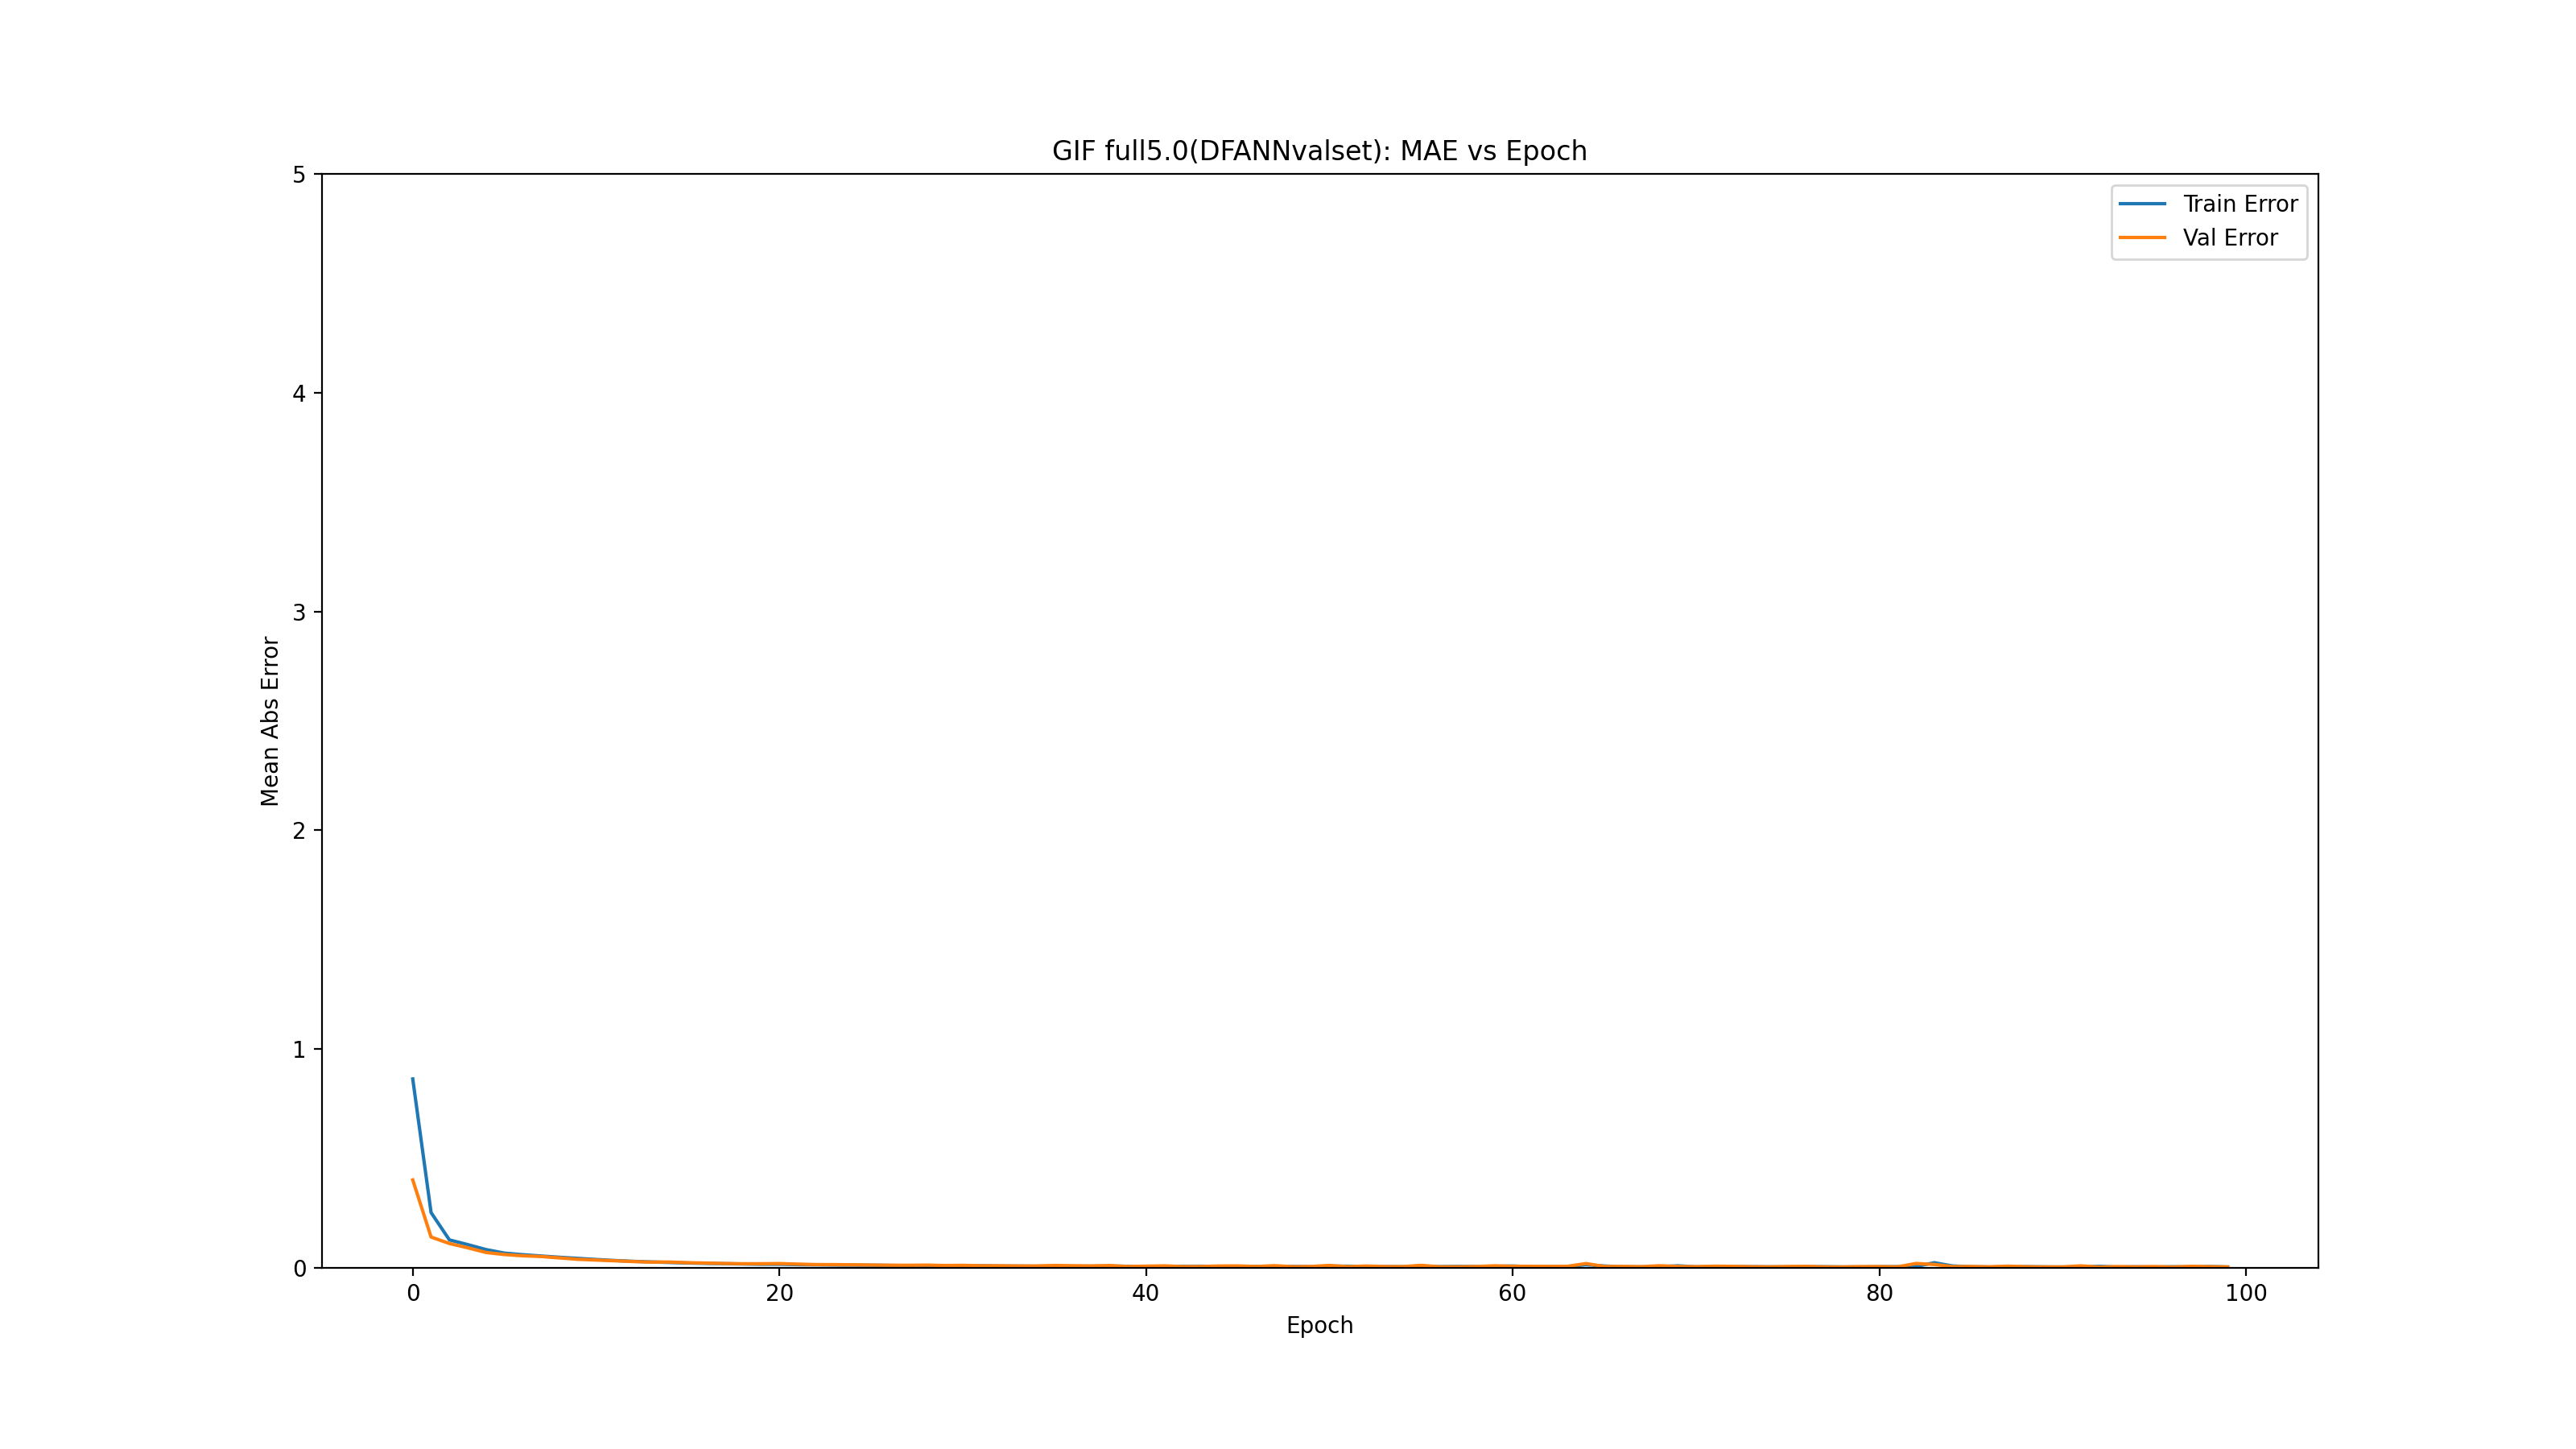 GIF full5.0(DFANNvalset): MAE vs Epoch
5
4
3
2
1
0
Mean Abs Error
Train Error
Val Error
0 20 40 60 80 100
Epoch